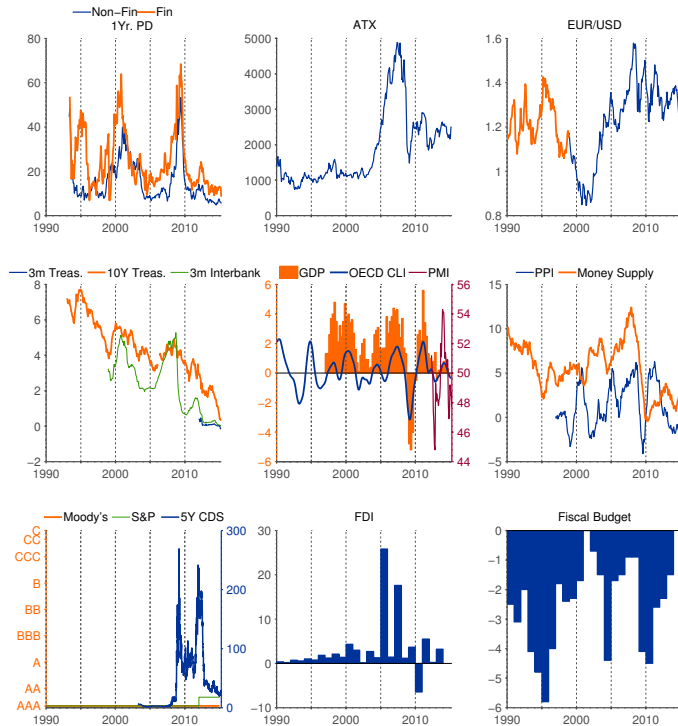 Non−Fin Fin
1Yr. PD
80
60
40
20
0
1990 2000 2010
ATX
5000
4000
3000
2000
1000
0
1990 2000 2010
EUR/USD
1.6
1.4
1.2
1
0.8
1990 2000 2010
3m Treas. 10Y Treas. 3m Interbank
8
6
4
2
0
−2
1990 2000 2010
GDP OECD CLI PMI
6
4
2
0
−2
−4
−6
56
54
52
50
48
46
44
1990 2000 2010
PPI Money Supply
15
10
5
0
−5
1990 2000 2010
Moody's S&P 5Y CDS
C
CC
CCC
B
BB
BBB
A
AA
AAA
300
200
100
0
1990 2000 2010
FDI
30
20
10
0
−10
1990 2000 2010
Fiscal Budget
0
−1
−2
−3
−4
−5
−6
1990 2000 2010